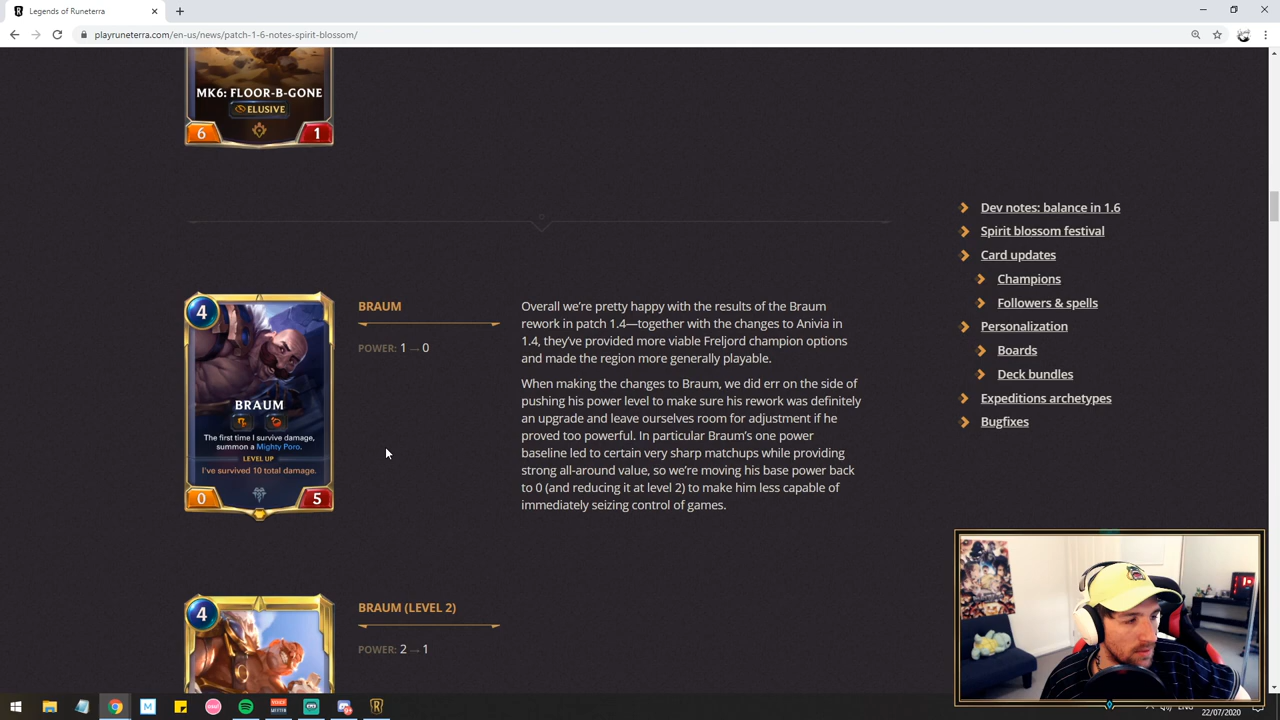 Legends of Runeterra
playruneterra.com/en-us/news/patch-1-6-notes-spirit-blossom/
MK6: FLOOR-B-GONE
ELUSIVE
6
1
Dev notes: balance in 1.6
Spirit blossom festival
Card updates
Champions
Followers & spells
Personalization
Boards
Deck bundles
Expeditions archetypes
Bugfixes
4
BRAUM
The first time I survive damage,
summon a Mighty Poro.
LEVEL UP
I've survived 10 total damage.
0
5
BRAUM
POWER: 1 → 0
Overall we're pretty happy with the results of the Braum
rework in patch 1.4—together with the changes to Anivia in
1.4, they've provided more viable Freljord champion options
and made the region more generally playable.
When making the changes to Braum, we did err on the side of
pushing his power level to make sure his rework was definitely
an upgrade and leave ourselves room for adjustment if he
proved too powerful. In particular Braum's one power
baseline led to certain very sharp matchups while providing
strong all-around value, so we're moving his base power back
to 0 (and reducing it at level 2) to make him less capable of
immediately seizing control of games.
4
BRAUM (LEVEL 2)
POWER: 2 → 1
22/07/2020